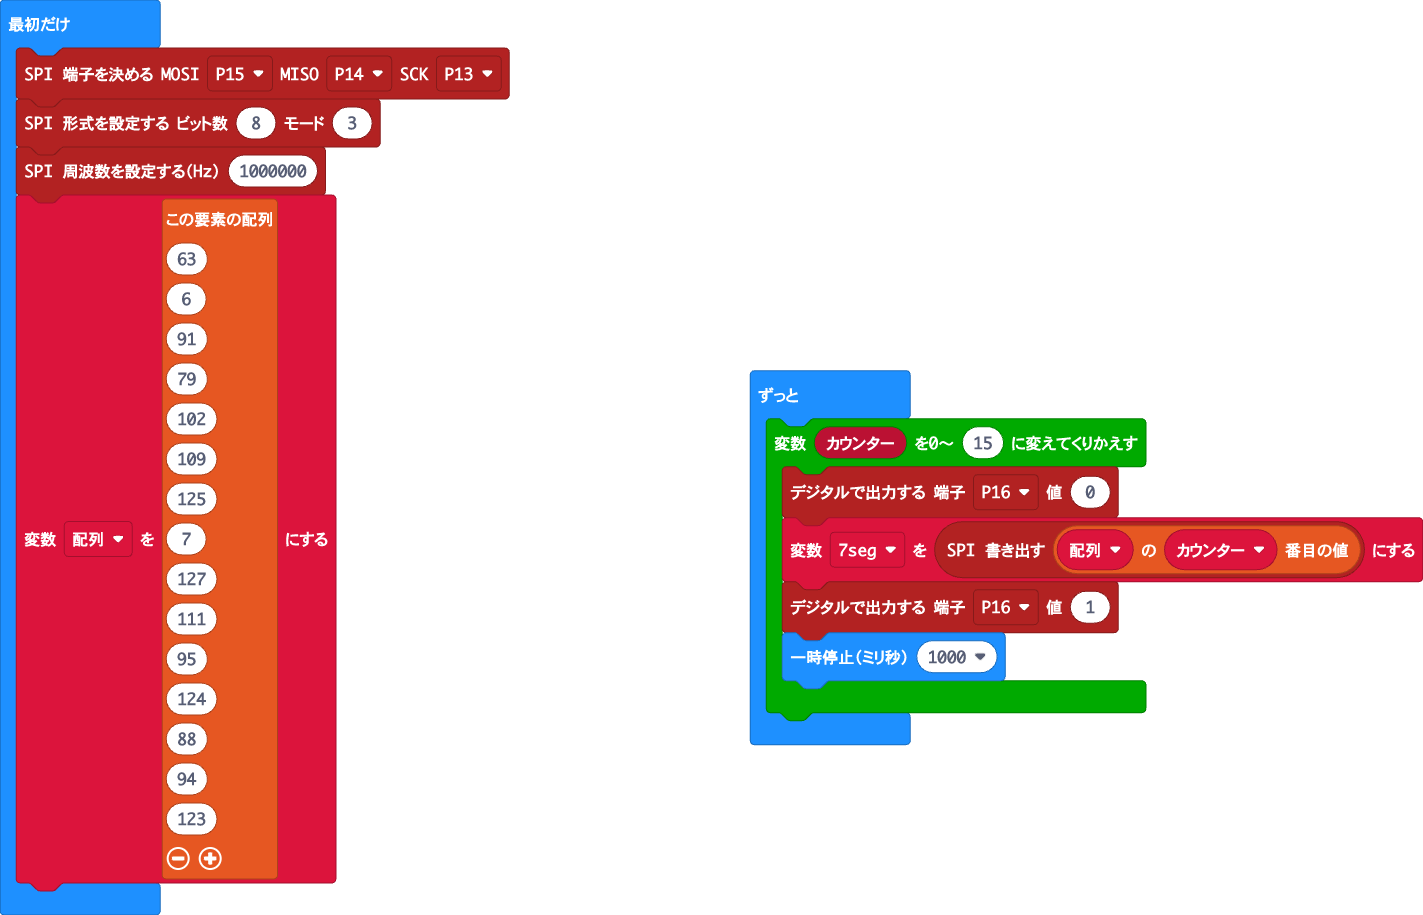 最初だけ
SPI 端子を決める MOSI P15 MISO P14 SCK P13
SPI 形式を設定する ビット数 8 モード 3
SPI 周波数を設定する(Hz) 1000000
この要素の配列
63
6
91
79
102
109
125
変数 配列 を 7 にする
127
111
95
124
88
94
123
ずっと
変数 カウンター を0～ 15 に変えてくりかえす
デジタルで出力する 端子 P16 値 0
変数 7seg を SPI 書き出す 配列 の カウンター 番目の値 にする
デジタルで出力する 端子 P16 値 1
一時停止(ミリ秒) 1000